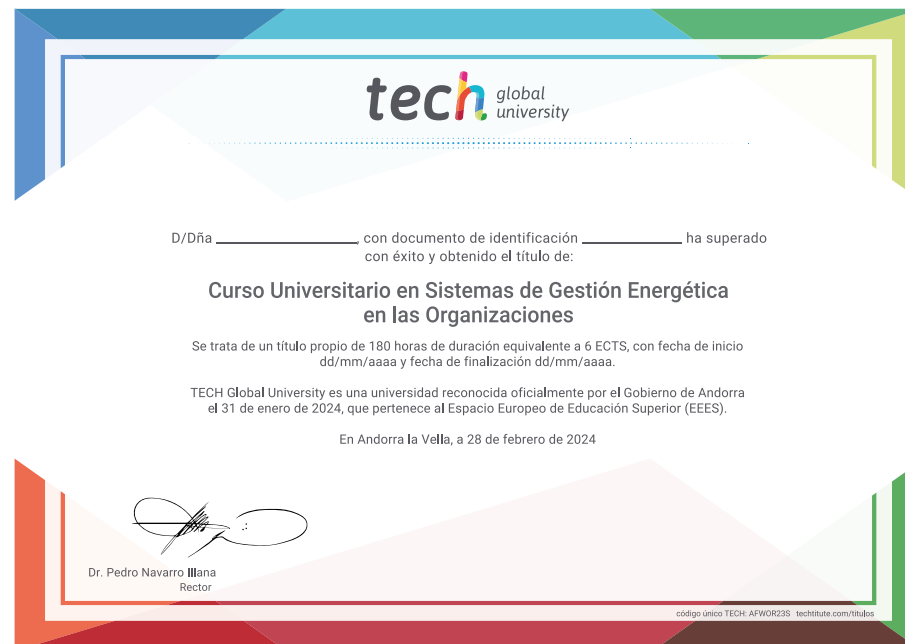 tech global
university
D/Dña ____________________, con documento de identificación ______________ ha superado
con éxito y obtenido el título de:
Curso Universitario en Sistemas de Gestión Energética
en las Organizaciones
Se trata de un título propio de 180 horas de duración equivalente a 6 ECTS, con fecha de inicio
dd/mm/aaaa y fecha de finalización dd/mm/aaaa.
TECH Global University es una universidad reconocida oficialmente por el Gobierno de Andorra
el 31 de enero de 2024, que pertenece al Espacio Europeo de Educación Superior (EEES).
En Andorra la Vella, a 28 de febrero de 2024
Dr. Pedro Navarro Illana
Rector
código único TECH: AFWOR23S techtitute.com/titulos